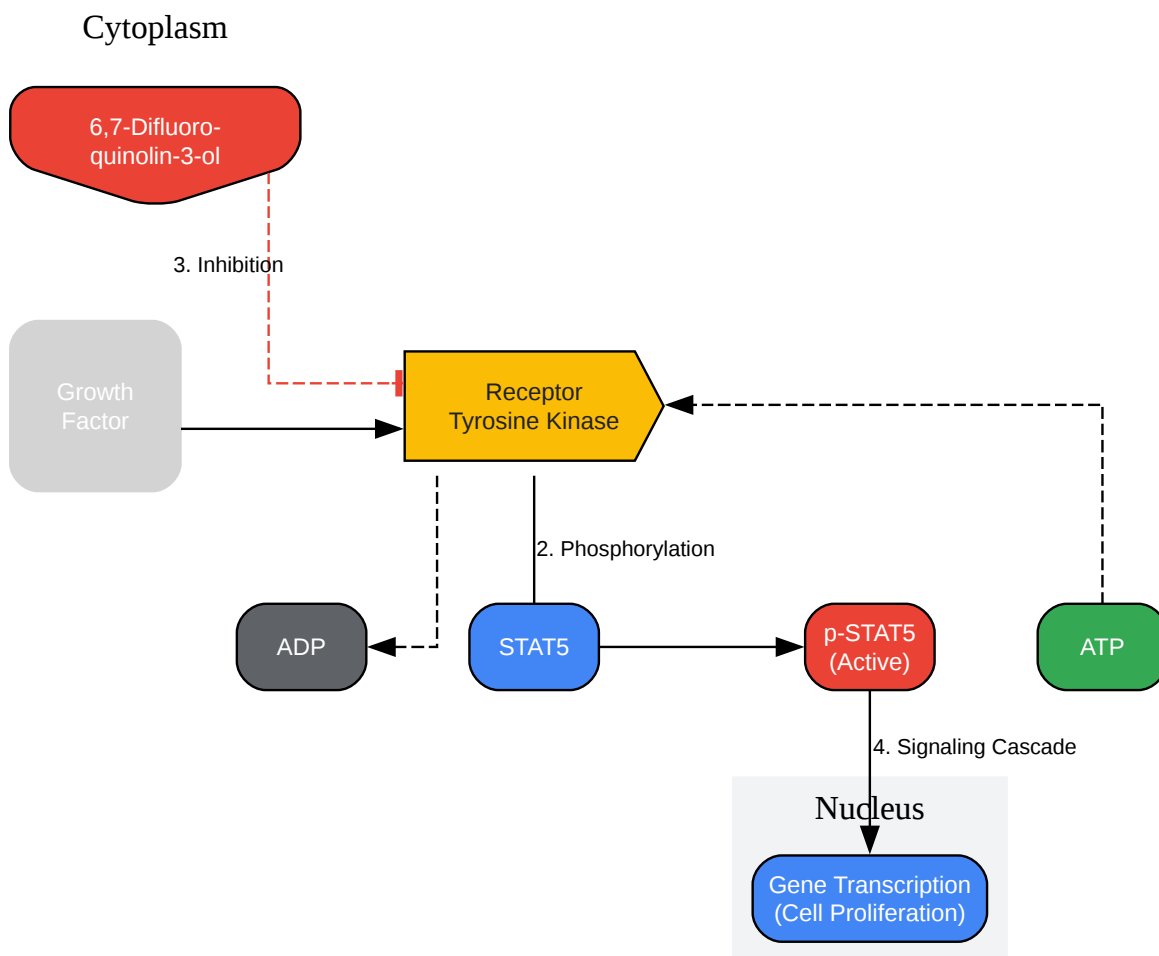 Cytoplasm
6,7-Difluoro-
quinolin-3-ol
3. Inhibition
Growth
Factor
Receptor
Tyrosine Kinase
2. Phosphorylation
ADP
STAT5
p-STAT5
(Active)
ATP
4. Signaling Cascade
Nucleus
Gene Transcription
(Cell Proliferation)